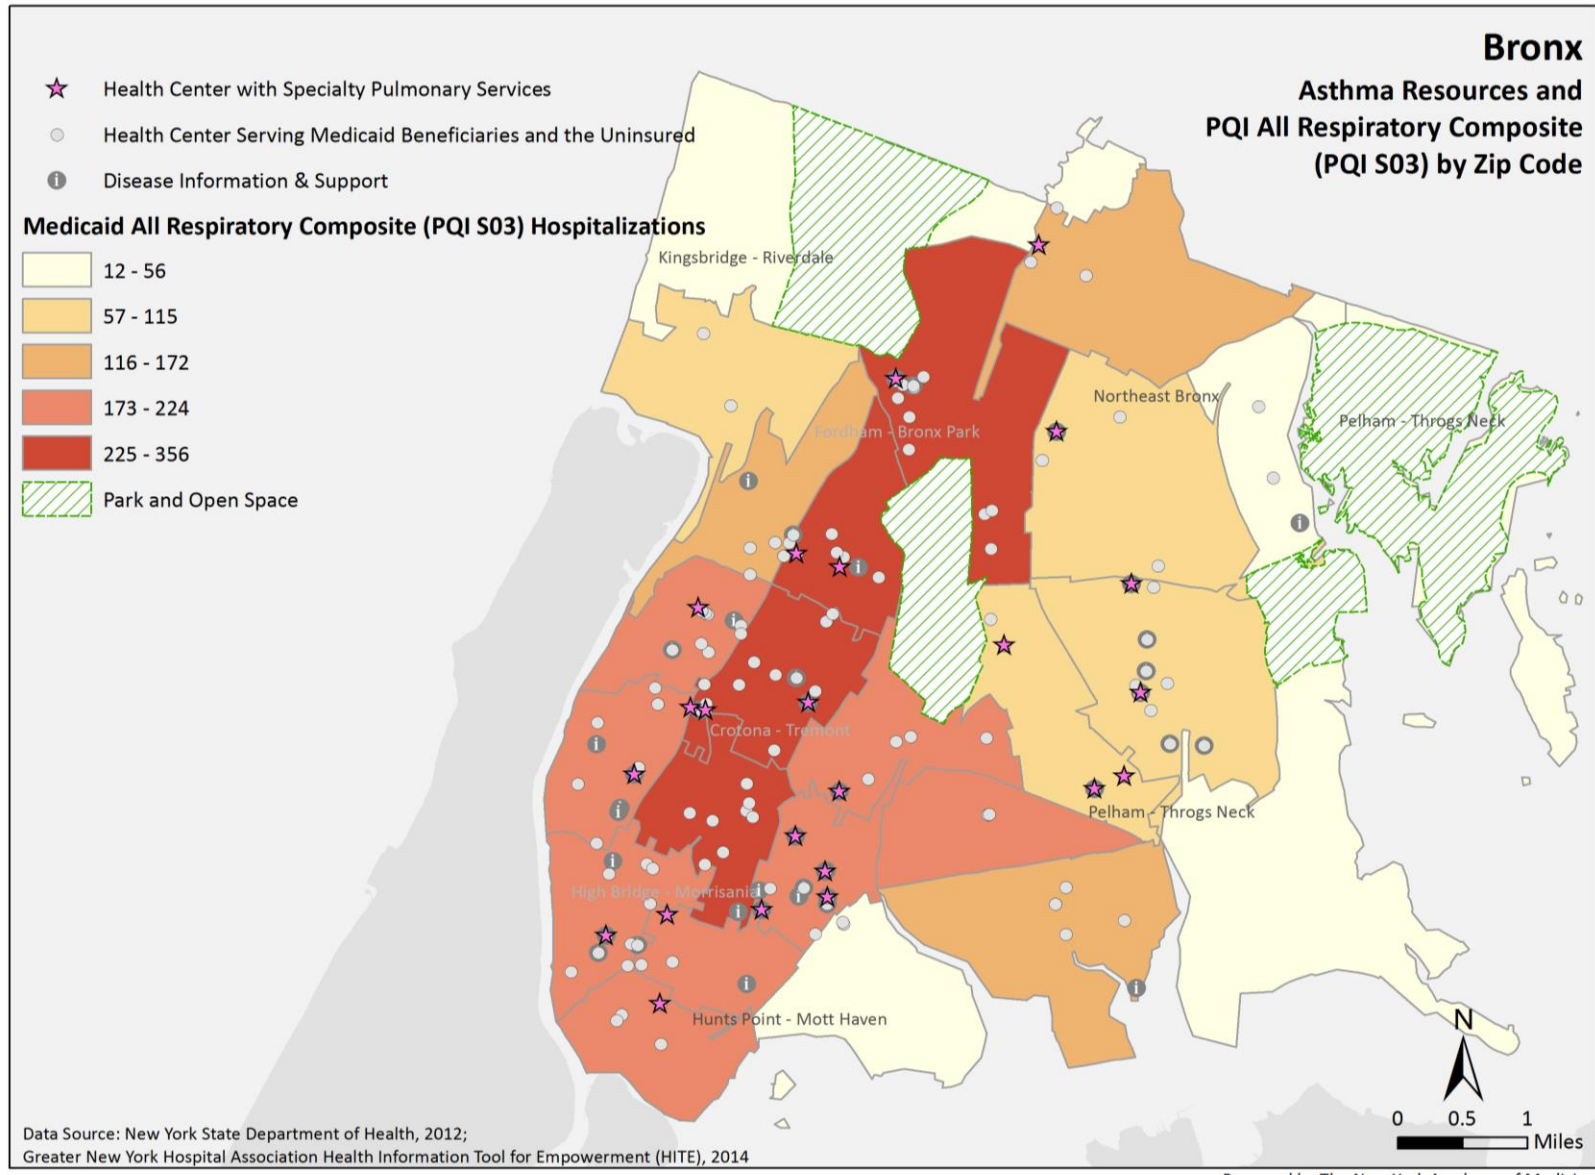 Bronx
Asthma Resources and
PQI All Respiratory Composite
(PQI S03) by Zip Code
Health Center with Specialty Pulmonary Services
Health Center Serving Medicaid Beneficiaries and the Uninsured
i Disease Information & Support
Medicaid All Respiratory Composite (PQI S03) Hospitalizations
12 - 56
57 - 115
116 - 172
173 - 224
225 - 356
Park and Open Space
Kingsbridge - Riverdale
Northeast Bronx
Pelham - Throgs Neck
Fordham - Bronx Park
Crotona - Tremont
Pelham - Throgs Neck
High Bridge - Morrisania
Hunts Point - Mott Haven
N
0 0.5 1
Miles
Data Source: New York State Department of Health, 2012;
Greater New York Hospital Association Health Information Tool for Empowerment (HITE), 2014